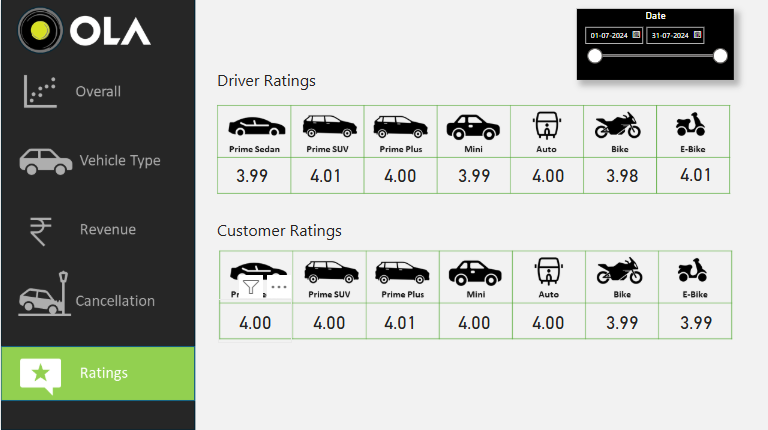 OLA
Date
01-07-2024 31-07-2024
Overall
Vehicle Type
Revenue
Cancellation
Ratings
Driver Ratings
Prime Sedan Prime SUV Prime Plus Mini Auto Bike E-Bike
3.99 4.01 4.00 3.99 4.00 3.98 4.01
Customer Ratings
Prime SUV Prime Plus Mini Auto Bike E-Bike
4.00 4.00 4.01 4.00 4.00 3.99 3.99